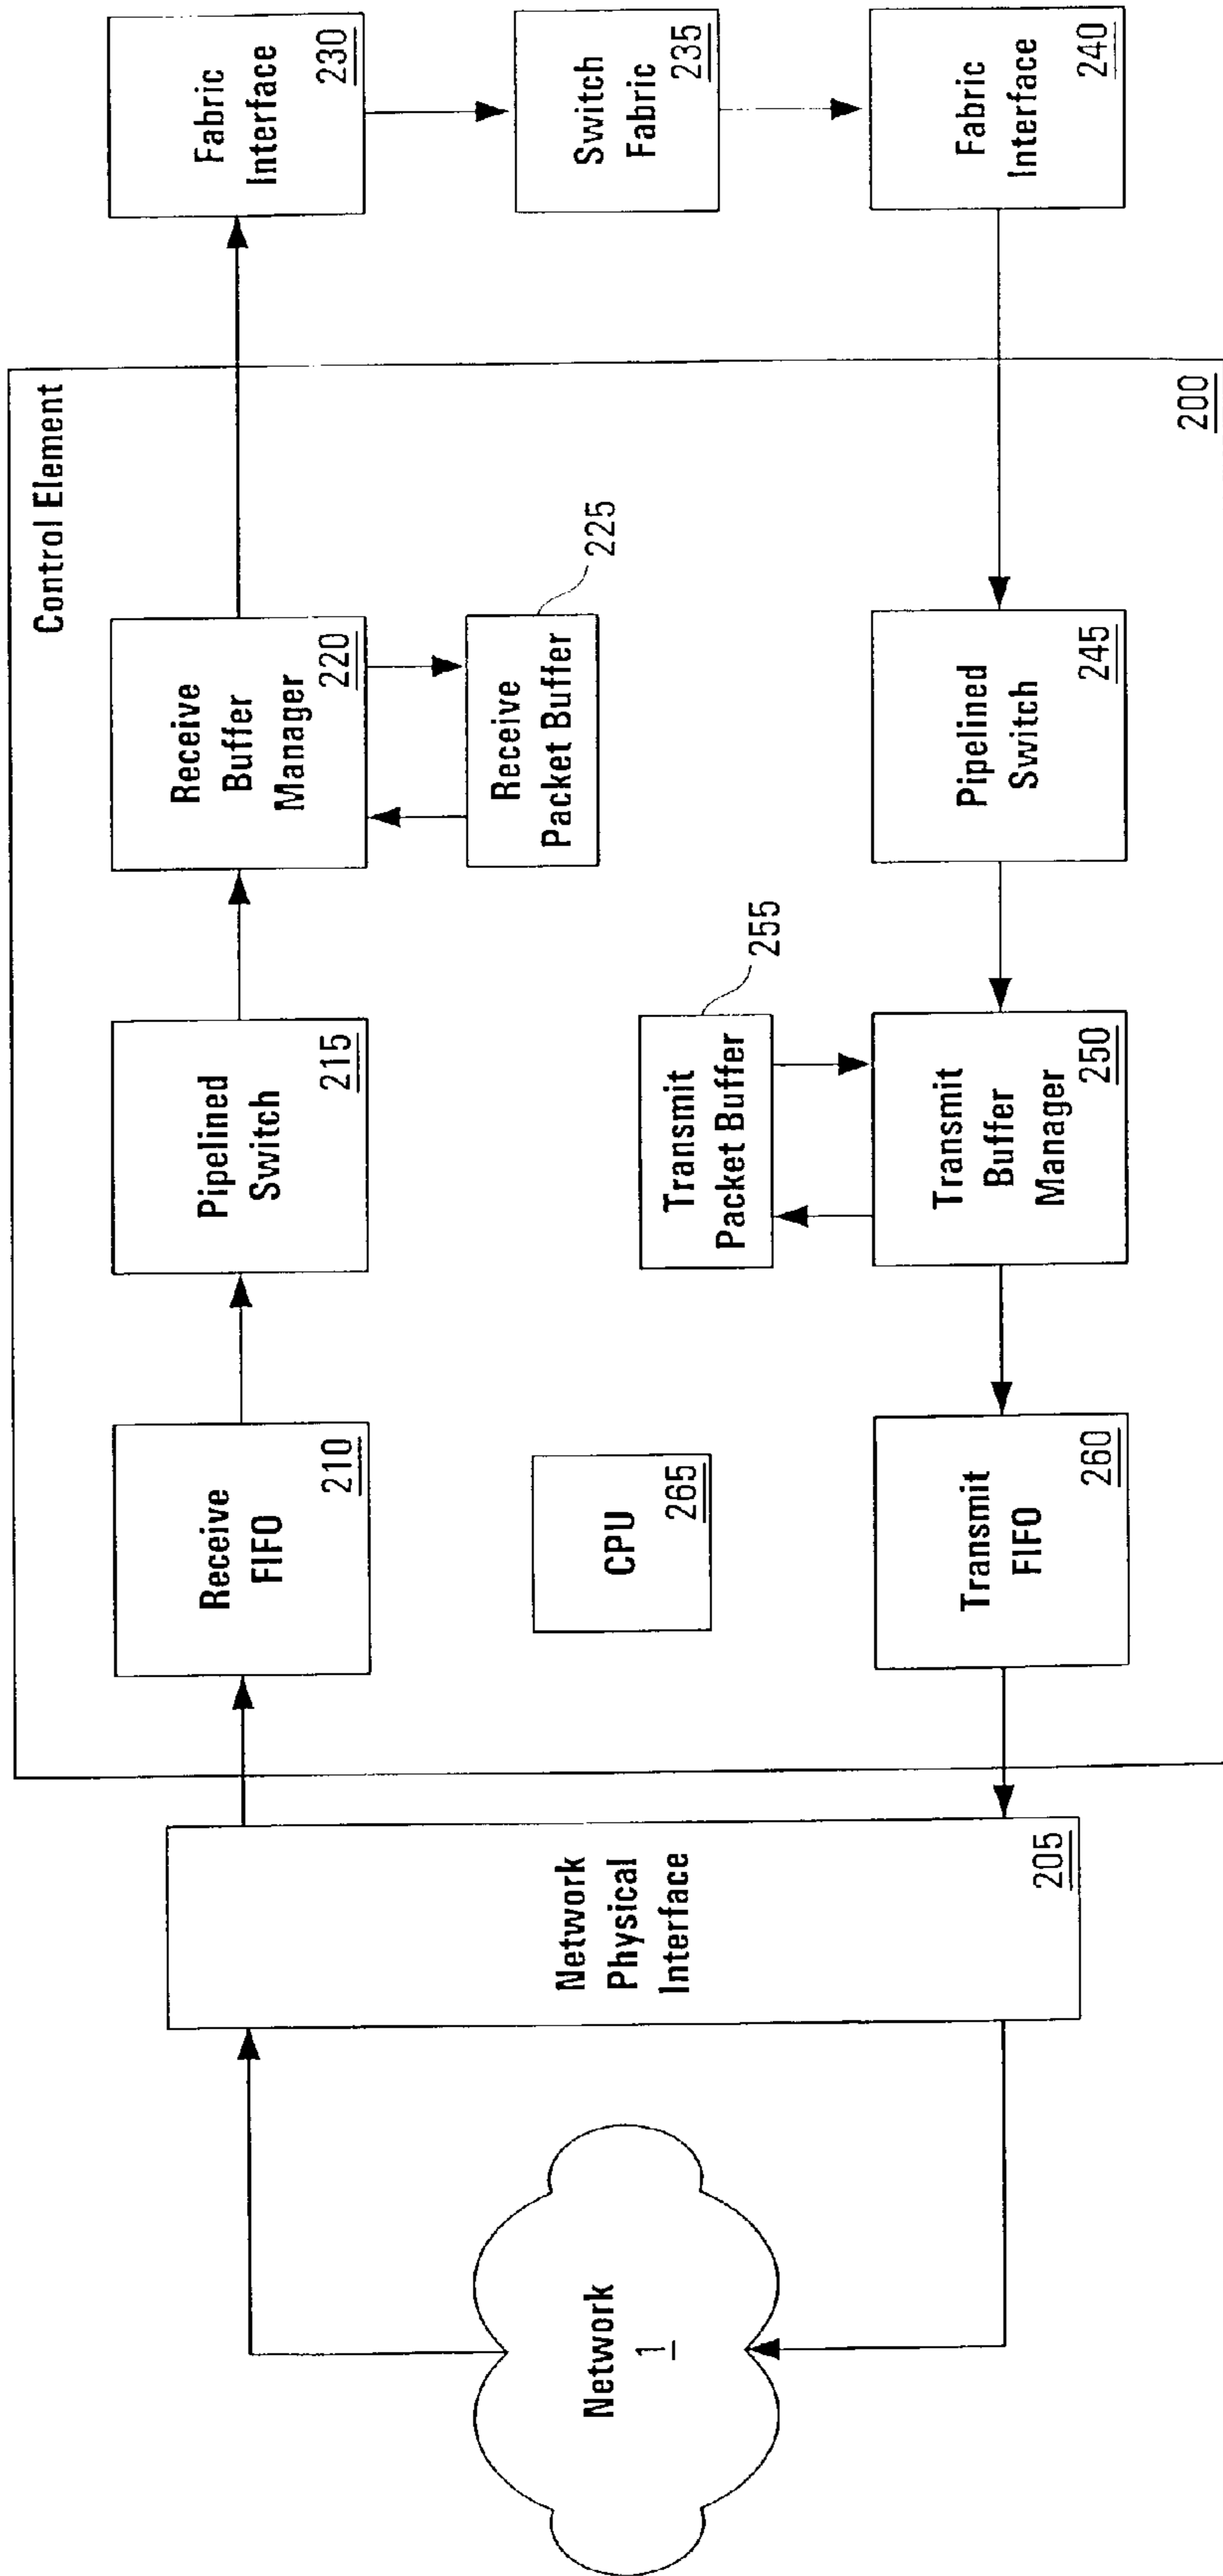 Control Element
200
Network
1
Network
Physical
Interface
205
Receive
FIFO
210
Pipelined
Switch
215
Receive
Buffer
Manager
220
Receive
Packet Buffer
225
Fabric
Interface
230
Switch
Fabric
235
Fabric
Interface
240
Pipelined
Switch
245
Transmit
Buffer
Manager
250
Transmit
Packet Buffer
255
Transmit
FIFO
260
CPU
265